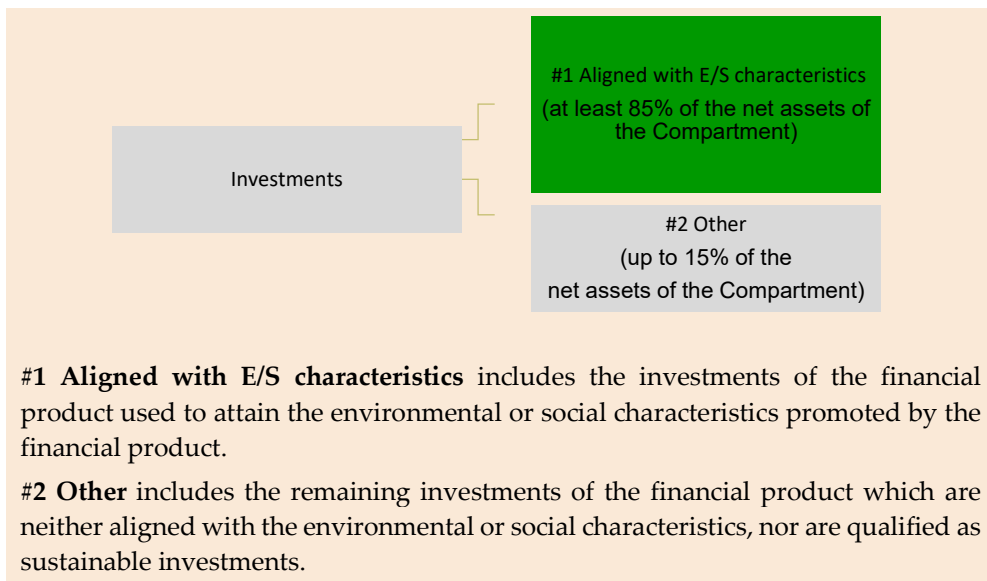 #1 Aligned with E/S characteristics
(at least 85% of the net assets of
the Compartment)
Investments
#2 Other
(up to 15% of the
net assets of the Compartment)
#1 Aligned with E/S characteristics includes the investments of the financial
product used to attain the environmental or social characteristics promoted by the
financial product.
#2 Other includes the remaining investments of the financial product which are
neither aligned with the environmental or social characteristics, nor are qualified as
sustainable investments.